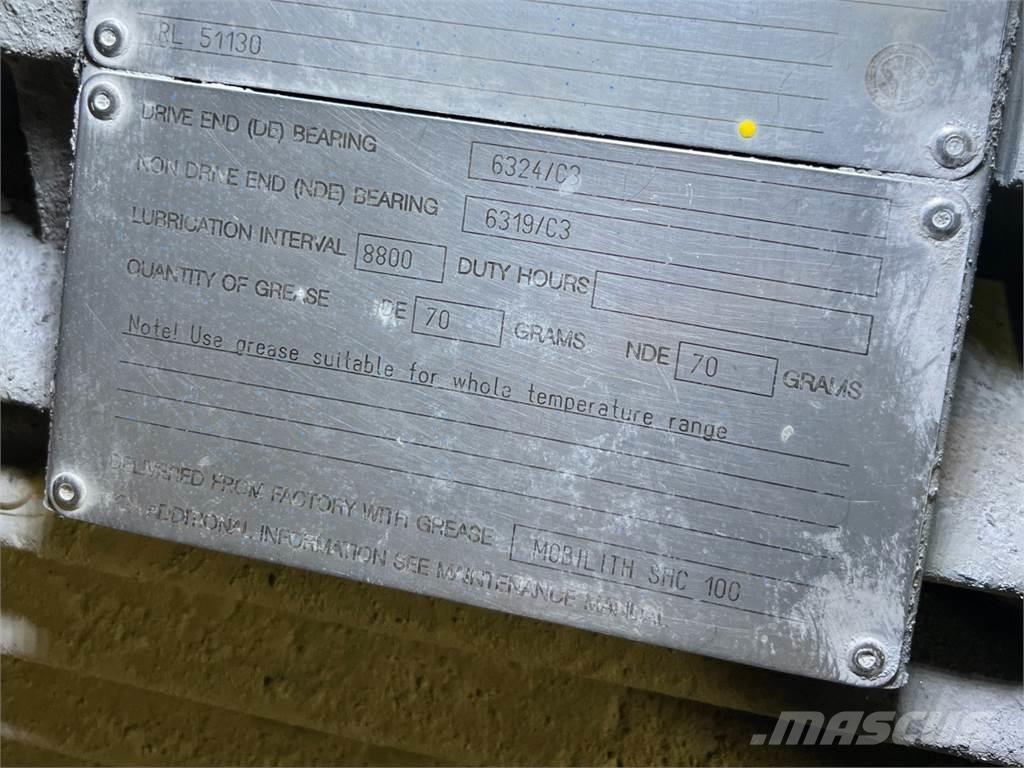 RL 51130
DRIVE END (DE) BEARING 6324/C3
NON DRIVE END (NDE) BEARING 6319/C3
LUBRICATION INTERVAL 8800 DUTY HOURS
QUANTITY OF GREASE DE 70 GRAMS NDE 70 GRAMS
Note! Use grease suitable for whole temperature range
DELIVERED FROM FACTORY WITH GREASE MOBILITH SHC 100
ADDITIONAL INFORMATION SEE MAINTENANCE MANUAL
MASCUS